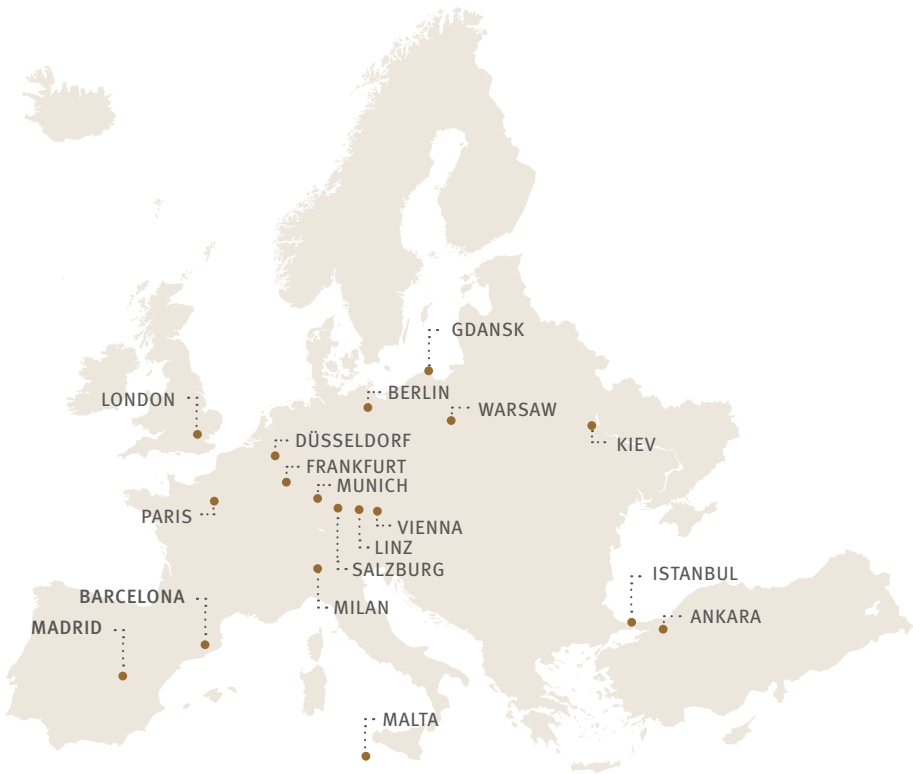 GDANSK
BERLIN
LONDON
WARSAW
DÜSSELDORF
KIEV
FRANKFURT
MUNICH
PARIS
VIENNA
LINZ
SALZBURG
ISTANBUL
BARCELONA
MILAN
ANKARA
MADRID
MALTA